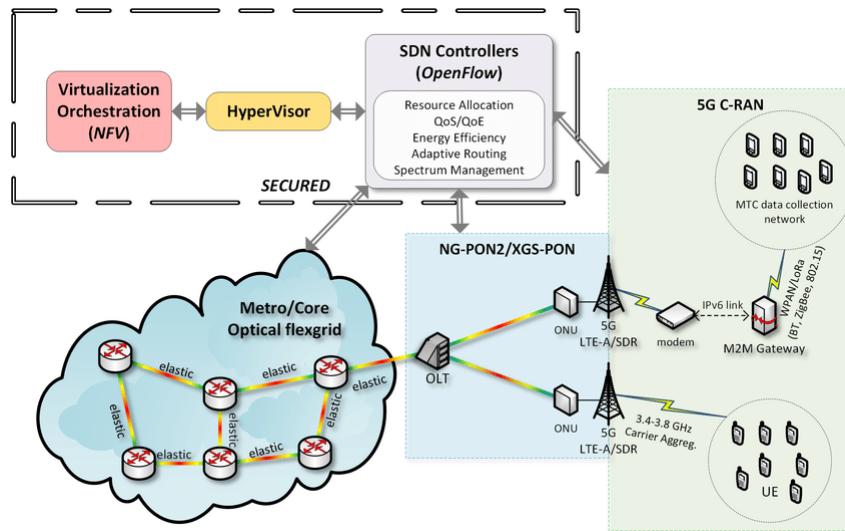 Virtualization
Orchestration
(NFV)
HyperVisor
SDN Controllers
(OpenFlow)
Resource Allocation
QoS/QoE
Energy Efficiency
Adaptive Routing
Spectrum Management
SECURED
5G C-RAN
MTC data collection
network
NG-PON2/XGS-PON
Metro/Core
Optical flexgrid
elastic
elastic
elastic
elastic
elastic
elastic
elastic
elastic
OLT
ONU
5G
LTE-A/SDR
modem
IPv6 link
M2M Gateway
WPAN/LoRa
(BT, ZigBee, 802.15)
ONU
5G
LTE-A/SDR
3.4-3.8 GHz
Carrier Aggreg.
UE